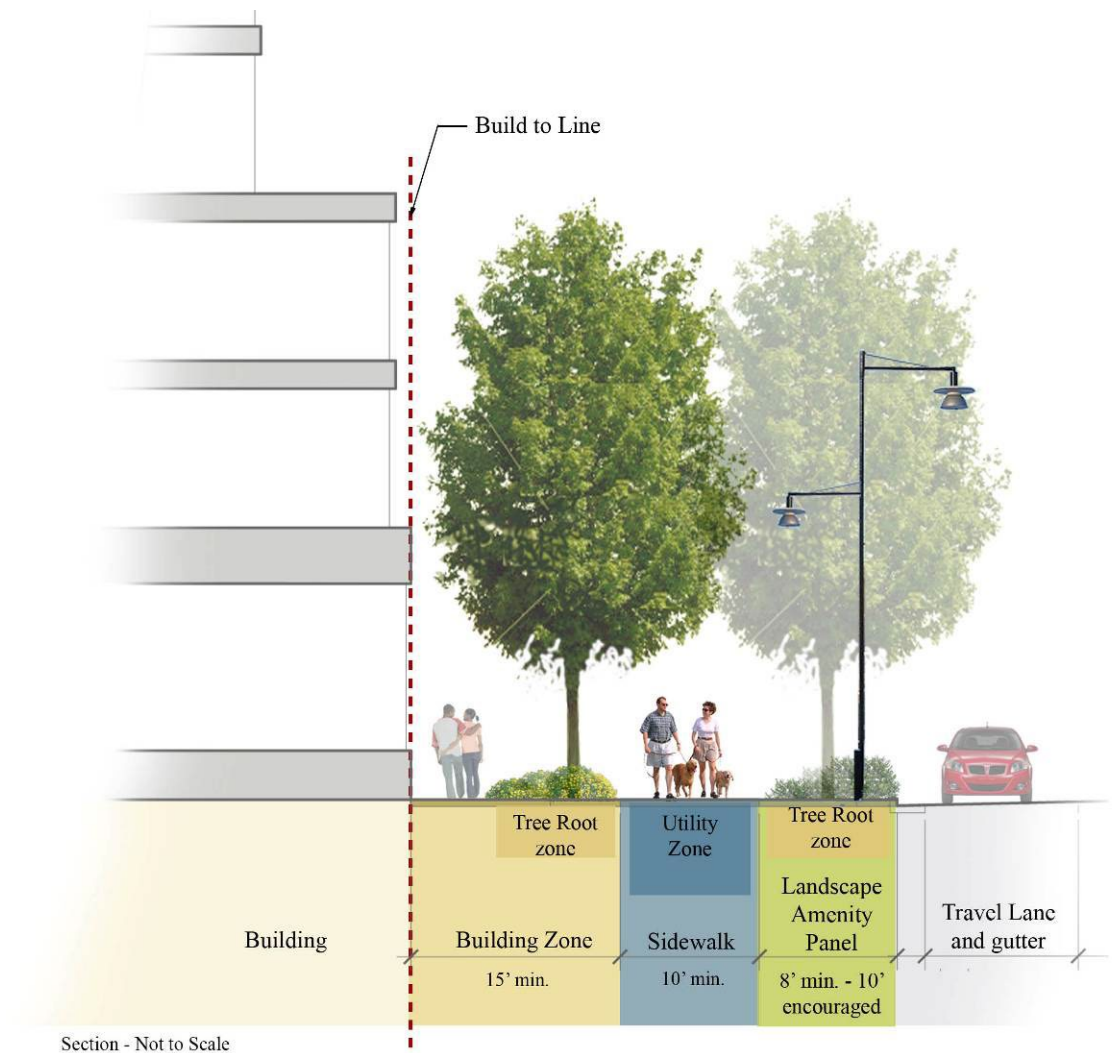 Build to Line
Tree Root
zone
Utility
Zone
Tree Root
zone
Landscape
Amenity
Panel
Building
Building Zone
Sidewalk
Travel Lane
and gutter
15' min.
10' min.
8' min. - 10'
encouraged
Section - Not to Scale